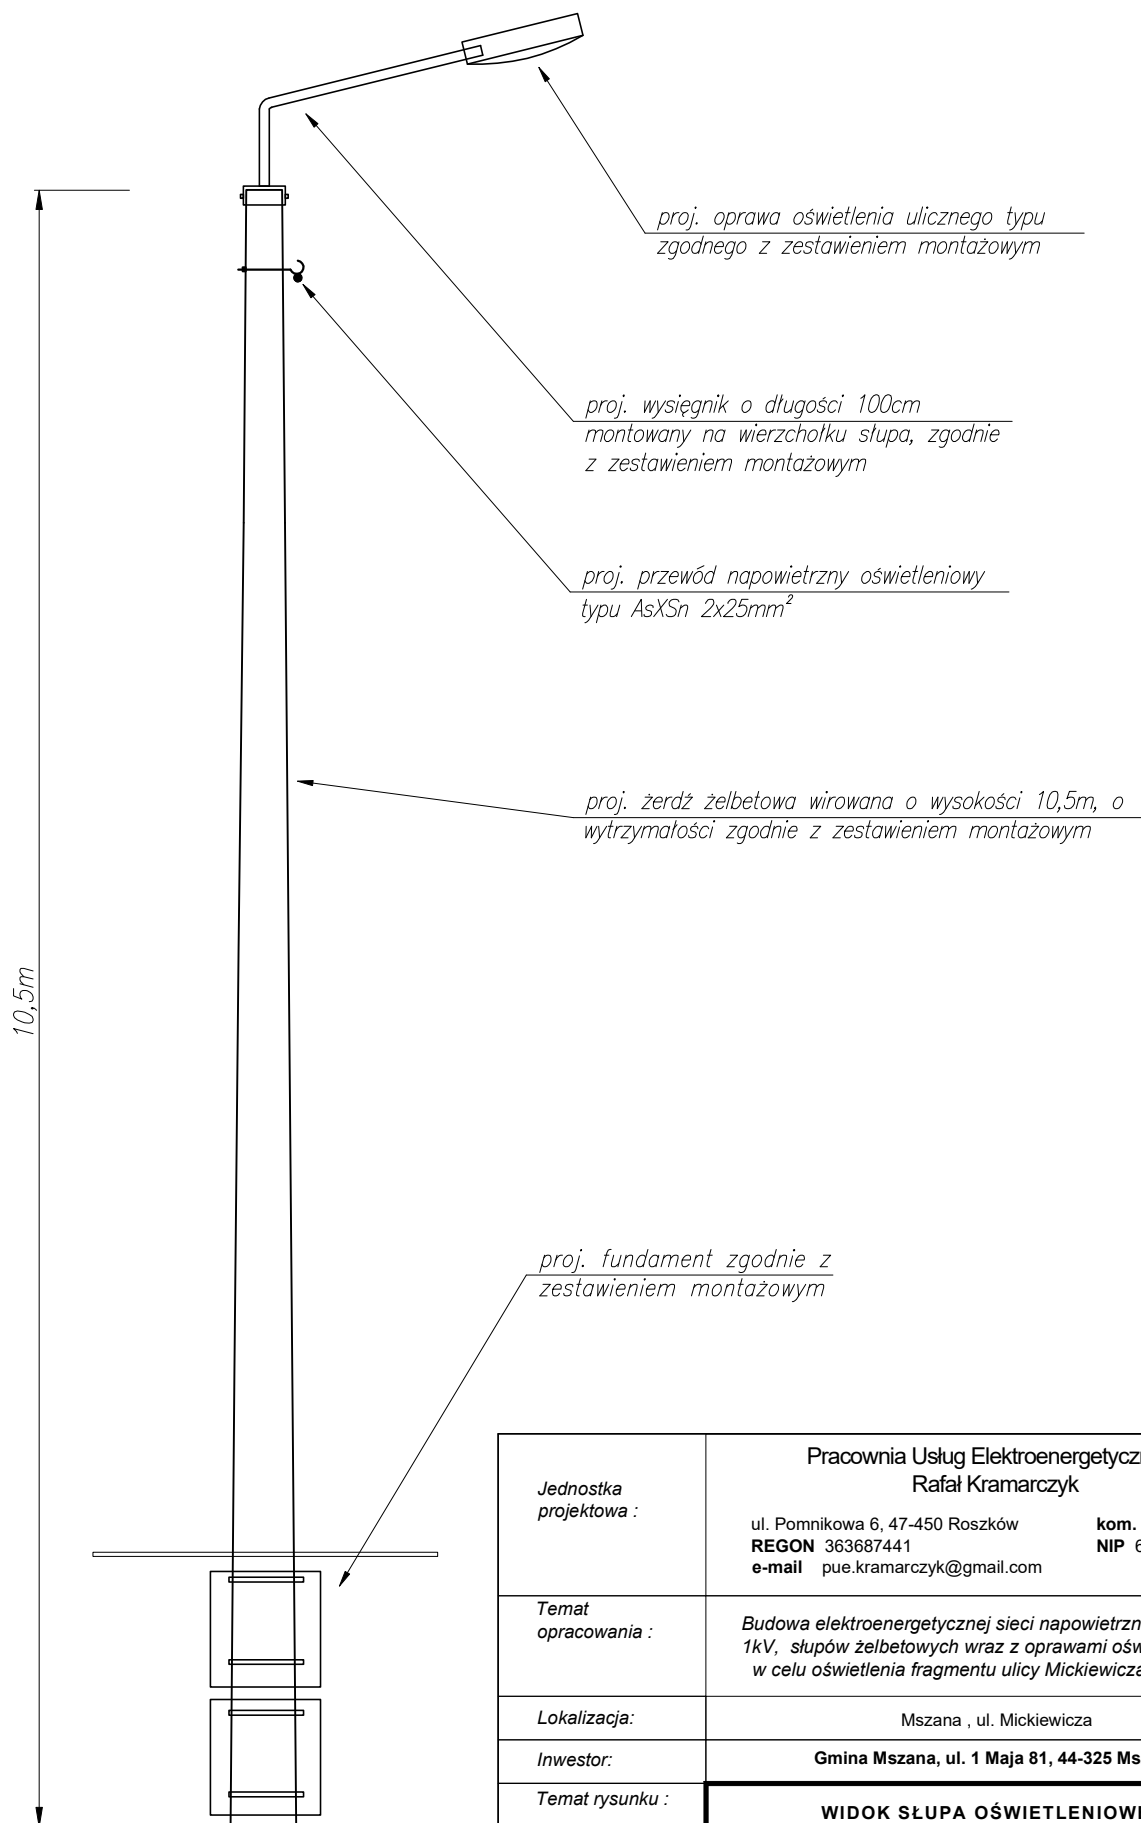 proj. oprawa oświetlenia ulicznego typu
zgodnego z zestawieniem montażowym
proj. wysięgnik o długości 100cm
montowany na wierzchołku słupa, zgodnie
z zestawieniem montażowym
proj. przewód napowietrzny oświetleniowy
typu AsXSn 2x25mm²
proj. żerdź żelbetowa wirowana o wysokości 10,5m, o
wytrzymałości zgodnie z zestawieniem montażowym
10,5m
proj. fundament zgodnie z
zestawieniem montażowym
Jednostka
projektowa :
Pracownia Usług Elektroenergetycz
Rafał Kramarczyk
ul. Pomnikowa 6, 47-450 Roszków kom.
REGON 363687441 NIP 6
e-mail pue.kramarczyk@gmail.com
Temat
opracowania :
Budowa elektroenergetycznej sieci napowietrzn
1kV, słupów żelbetowych wraz z oprawami ośw
w celu oświetlenia fragmentu ulicy Mickiewicza
Lokalizacja:
Mszana , ul. Mickiewicza
Inwestor:
Gmina Mszana, ul. 1 Maja 81, 44-325 Ms
Temat rysunku :
WIDOK SŁUPA OŚWIETLENIOWE